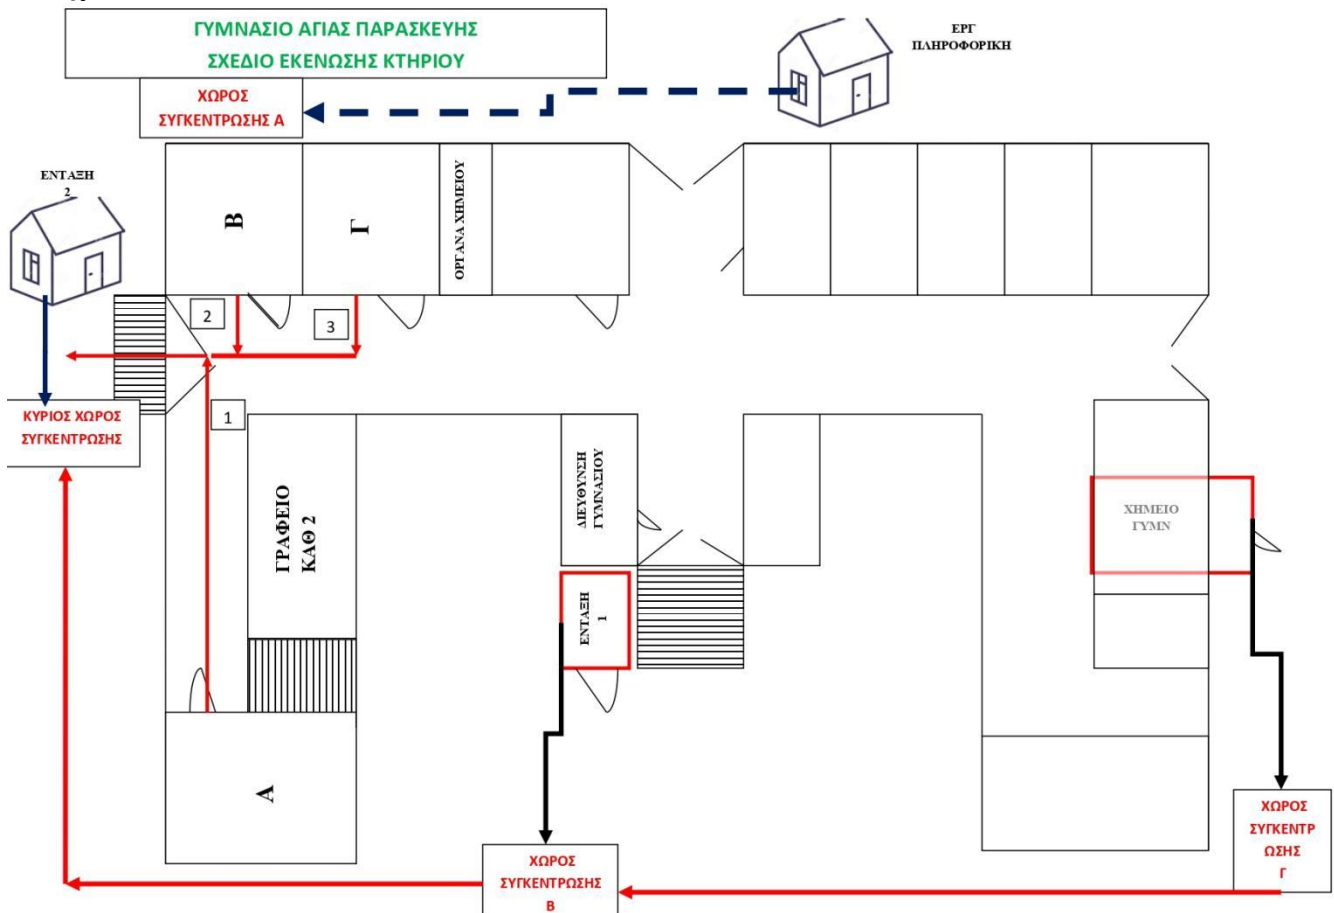 ΓΥΜΝΑΣΙΟ ΑΓΙΑΣ ΠΑΡΑΣΚΕΥΗΣ
ΣΧΕΔΙΟ ΕΚΕΝΩΣΗΣ ΚΤΗΡΙΟΥ
ΕΡΓ
ΠΛΗΡΟΦΟΡΙΚΗ
ΧΩΡΟΣ
ΣΥΓΚΕΝΤΡΩΣΗΣ Α
ΕΝΤΑΞΗ
2
Β
Γ
ΟΡΓΑΝΑ ΧΗΜΕΙΟΥ
2
3
ΚΥΡΙΟΣ ΧΩΡΟΣ
ΣΥΓΚΕΝΤΡΩΣΗΣ
1
ΓΡΑΦΕΙΟ
ΚΑΘ 2
ΔΙΕΥΘΥΝΣΗ
ΓΥΜΝΑΣΙΟΥ
ΧΗΜΕΙΟ
ΓΥΜΝ
ΕΝΤΑΞΗ
1
Α
ΧΩΡΟΣ
ΣΥΓΚΕΝΤΡ
ΩΣΗΣ
Γ
ΧΩΡΟΣ
ΣΥΓΚΕΝΤΡΩΣΗΣ
Β